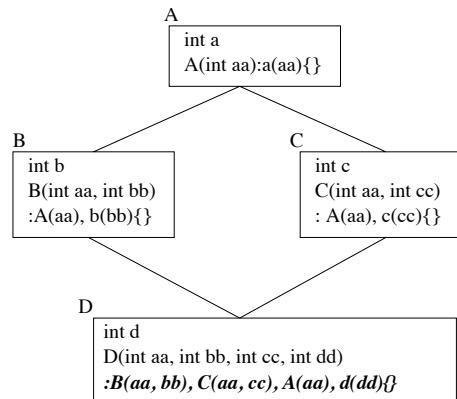 A
int a
A(int aa):a(aa){}
B
int b
B(int aa, int bb)
:A(aa), b(bb){}
C
int c
C(int aa, int cc)
: A(aa), c(cc){}
D
int d
D(int aa, int bb, int cc, int dd)
:B(aa, bb), C(aa, cc), A(aa), d(dd){}